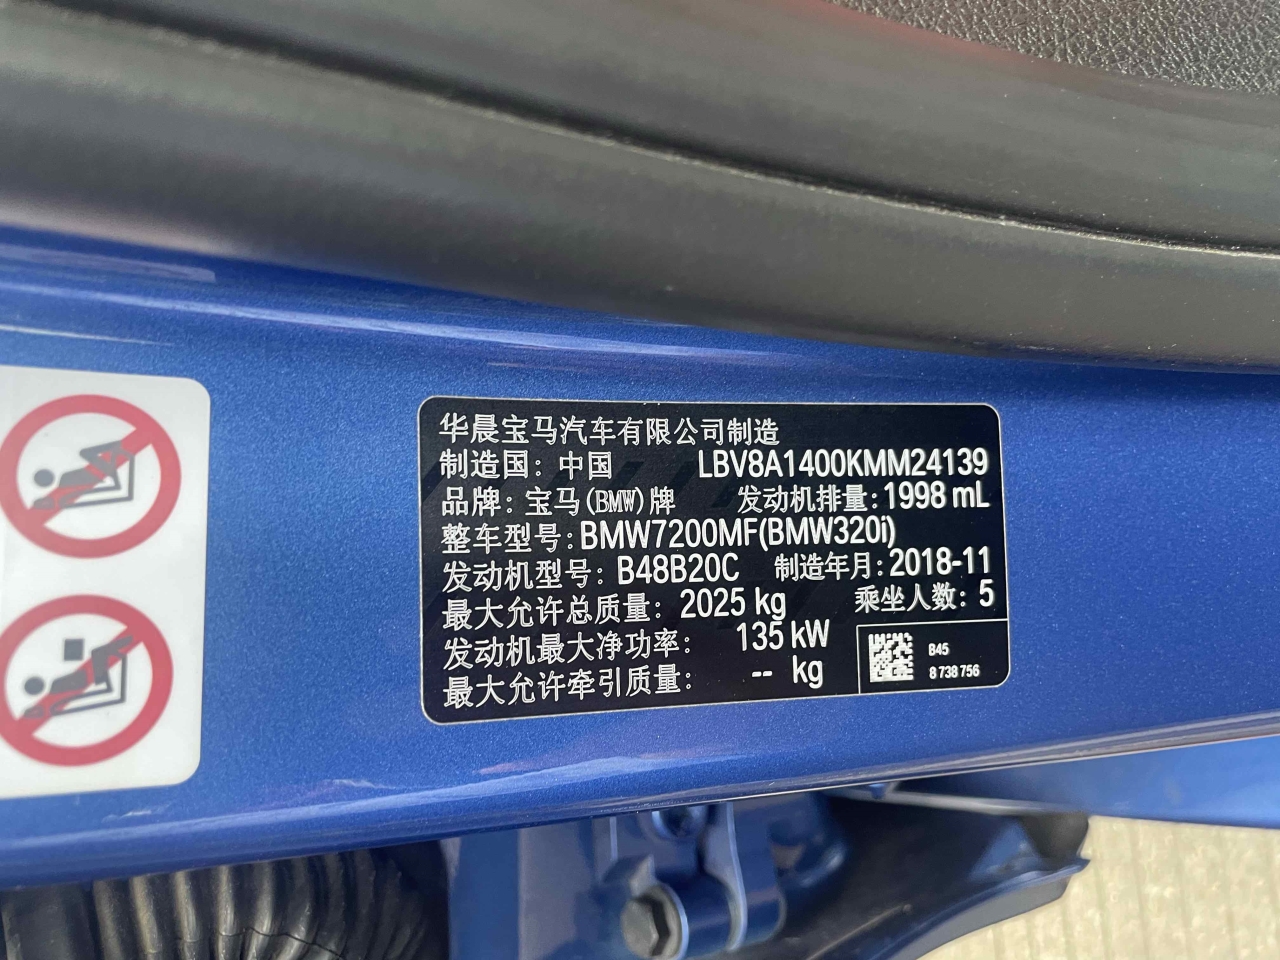 华晨宝马汽车有限公司制造
制造国：中国 LBV8A1400KMM24139
品牌：宝马(BMW)牌 发动机排量:1998 mL
整车型号:BMW7200MF(BMW320i)
发动机型号：B48B20C 制造年月:2018-11
最大允许总质量：2025 kg 乘坐人数：5
发动机最大净功率：135 kW
最大允许牵引质量：-- kg
B45
8 738 756